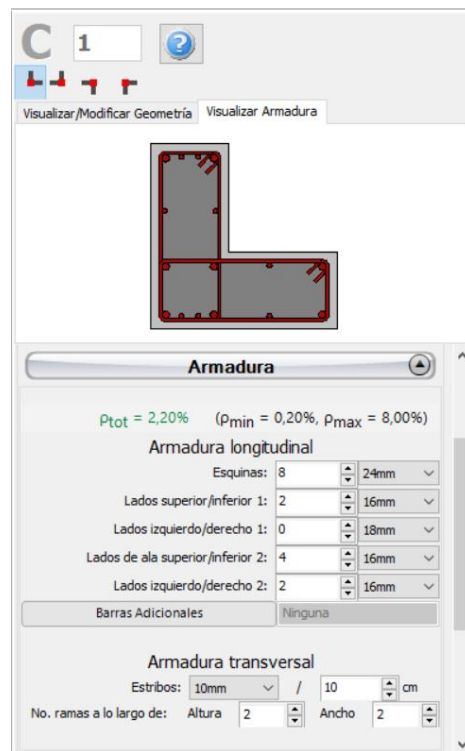 C 1 ?
Visualizar/Modificar Geometría Visualizar Armadura
Armadura
ρtot = 2,20% (ρmin = 0,20%, ρmax = 8,00%)
Armadura longitudinal
Esquinas: 8 24mm
Lados superior/inferior 1: 2 16mm
Lados izquierdo/derecho 1: 0 18mm
Lados de ala superior/inferior 2: 4 16mm
Lados izquierdo/derecho 2: 2 16mm
Barras Adicionales Ninguna
Armadura transversal
Estribos: 10mm / 10 cm
No. ramas a lo largo de: Altura 2 Ancho 2